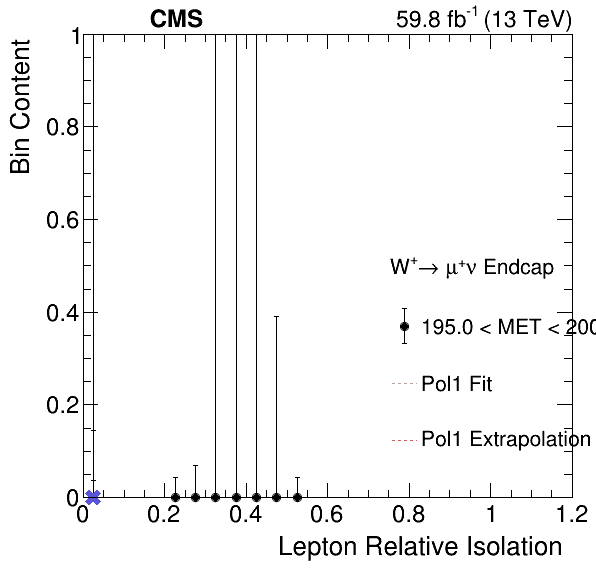 CMS
59.8 fb⁻¹ (13 TeV)
Bin Content
1
0.8
0.6
0.4
0.2
0
W⁺→ μ⁺ν Endcap
195.0 < MET < 200
Pol1 Fit
Pol1 Extrapolation
0 0.2 0.4 0.6 0.8 1 1.2
Lepton Relative Isolation